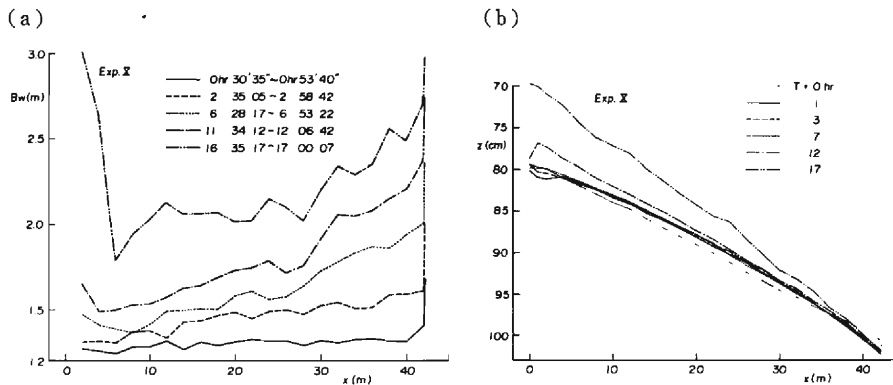 (a)
3.0
Exp. X
Bw(m)
0hr 30'35"~0hr 53'40"
2 35 05~2 58 42
6 28 17~6 53 22
2.5
11 34 12~12 06 42
16 35 17~17 00 07
2.0
1.5
1.2
0 10 20 30 40
x(m)
(b)
70
T = 0 hr
Exp. X
1
75
3
z(cm)
7
80
12
17
85
90
95
100
0 10 20 30 40
x(m)